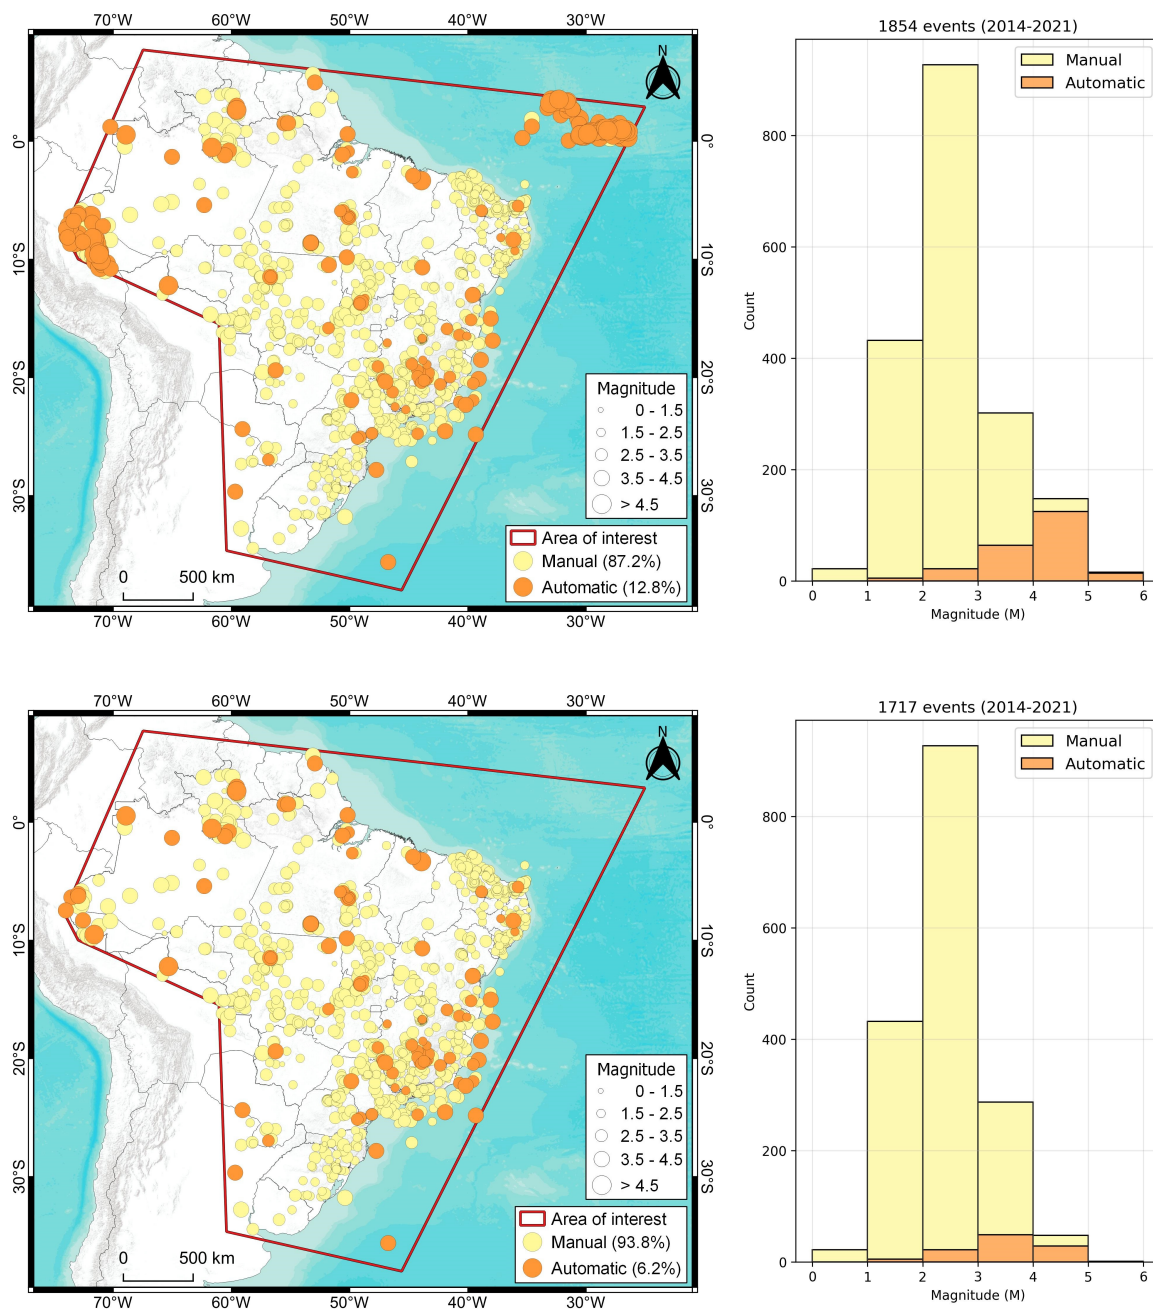 70°W 60°W 50°W 40°W 30°W
1854 events (2014-2021)
N
Manual
Automatic
0° 0°
10°S 10°S
20°S 20°S
30°S 30°S
Magnitude
0 - 1.5
1.5 - 2.5
2.5 - 3.5
3.5 - 4.5
> 4.5
Area of interest
Manual (87.2%)
Automatic (12.8%)
0 500 km
70°W 60°W 50°W 40°W 30°W
Count
800
600
400
200
0
0 1 2 3 4 5 6
Magnitude (M)
70°W 60°W 50°W 40°W 30°W
1717 events (2014-2021)
N
Manual
Automatic
0° 0°
10°S 10°S
20°S 20°S
30°S 30°S
Magnitude
0 - 1.5
1.5 - 2.5
2.5 - 3.5
3.5 - 4.5
> 4.5
Area of interest
Manual (93.8%)
Automatic (6.2%)
0 500 km
70°W 60°W 50°W 40°W 30°W
Count
800
600
400
200
0
0 1 2 3 4 5 6
Magnitude (M)